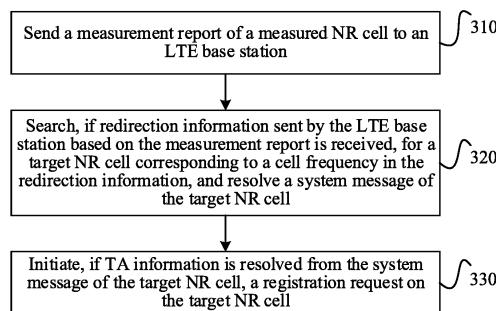 Send a measurement report of a measured NR cell to an
LTE base station
310
Search, if redirection information sent by the LTE base
station based on the measurement report is received, for a
target NR cell corresponding to a cell frequency in the
redirection information, and resolve a system message of
the target NR cell
320
Initiate, if TA information is resolved from the system
message of the target NR cell, a registration request on
the target NR cell
330